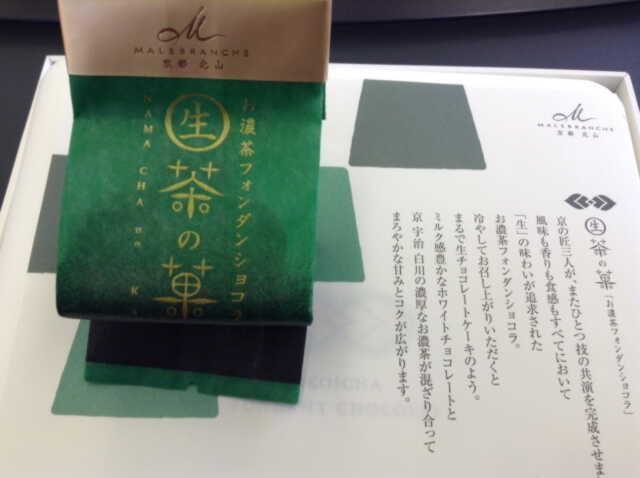 M
MALEBRANCHE
京都 北山
お濃茶フォンダンショコラ
生茶の菓
NAMA CHA no K
M
MALEBRANCHE
京都 北山
生茶の菓「お濃茶フォンダンショコラ」
京の匠三人が、またひとつ技の共演を完成させま
風味も香りも食感もすべてにおいて
「生」の味わいが追求された
お濃茶フォンダンショコラ。
冷やしてお召し上がりいただくと
まるで生チョコレートケーキのよう。
ミルク感豊かなホワイトチョコレートと
京 宇治 白川の濃厚なお濃茶が混ざり合って
まろやかな甘みとコクが広がります。